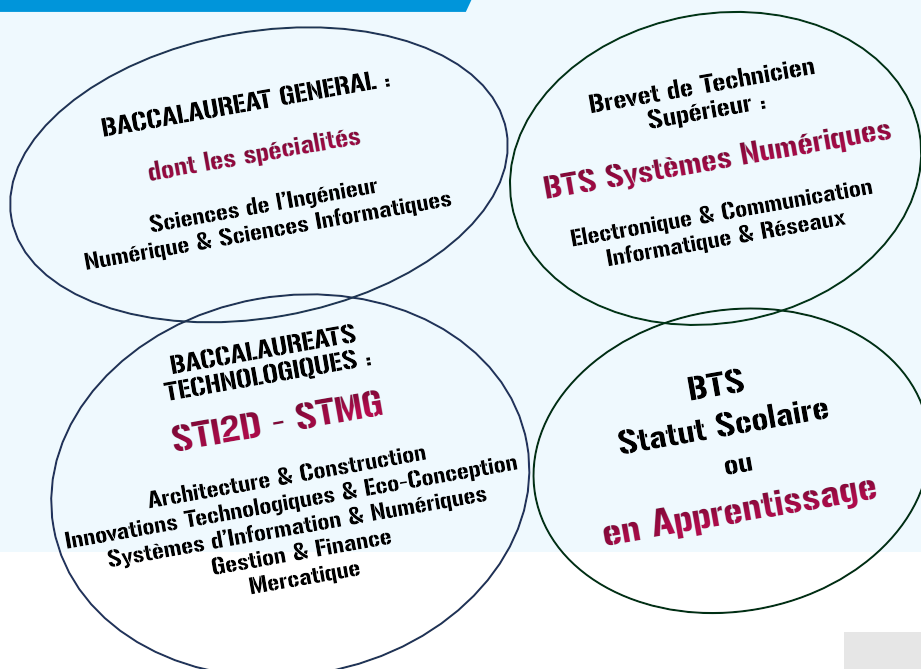 BACCALAUREAT GENERAL :
dont les spécialités
Sciences de l'Ingénieur
Numérique & Sciences Informatiques
Brevet de Technicien
Supérieur :
BTS Systèmes Numériques
Electronique & Communication
Informatique & Réseaux
BACCALAUREATS
TECHNOLOGIQUES :
STI2D - STMG
Architecture & Construction
Innovations Technologiques & Eco-Conception
Systèmes d'Information & Numériques
Gestion & Finance
Mercatique
BTS
Statut Scolaire
ou
en Apprentissage